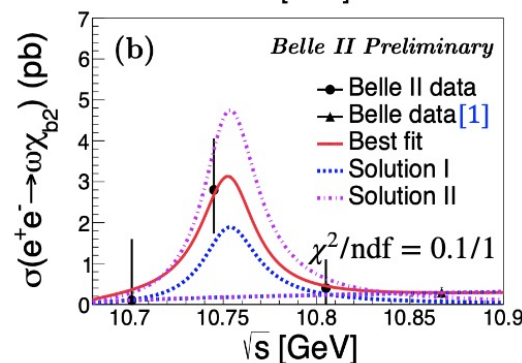 (b)
Belle II Preliminary
Belle II data
Belle data[1]
Best fit
Solution I
Solution II
χ²/ndf = 0.1/1
σ(e⁺e⁻→ωχb2) (pb)
7
6
5
4
3
2
1
0
10.7 10.75 10.8 10.85 10.9
√s [GeV]